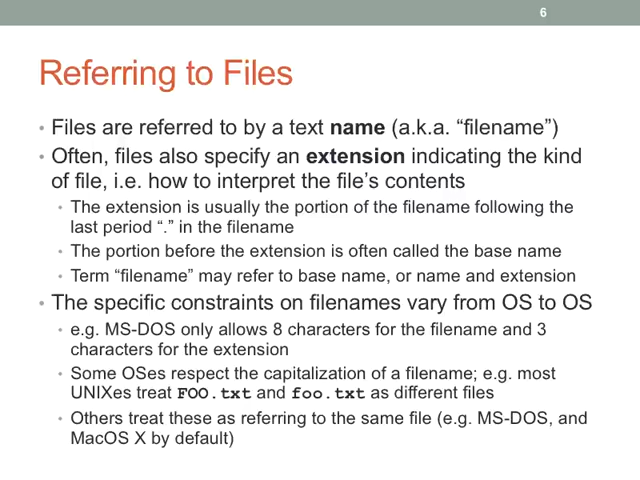 6
Referring to Files
• Files are referred to by a text name (a.k.a. “filename”)
• Often, files also specify an extension indicating the kind
of file, i.e. how to interpret the file’s contents
• The extension is usually the portion of the filename following the
last period “.” in the filename
• The portion before the extension is often called the base name
• Term “filename” may refer to base name, or name and extension
• The specific constraints on filenames vary from OS to OS
• e.g. MS-DOS only allows 8 characters for the filename and 3
characters for the extension
• Some OSes respect the capitalization of a filename; e.g. most
UNIXes treat FOO.txt and foo.txt as different files
• Others treat these as referring to the same file (e.g. MS-DOS, and
MacOS X by default)